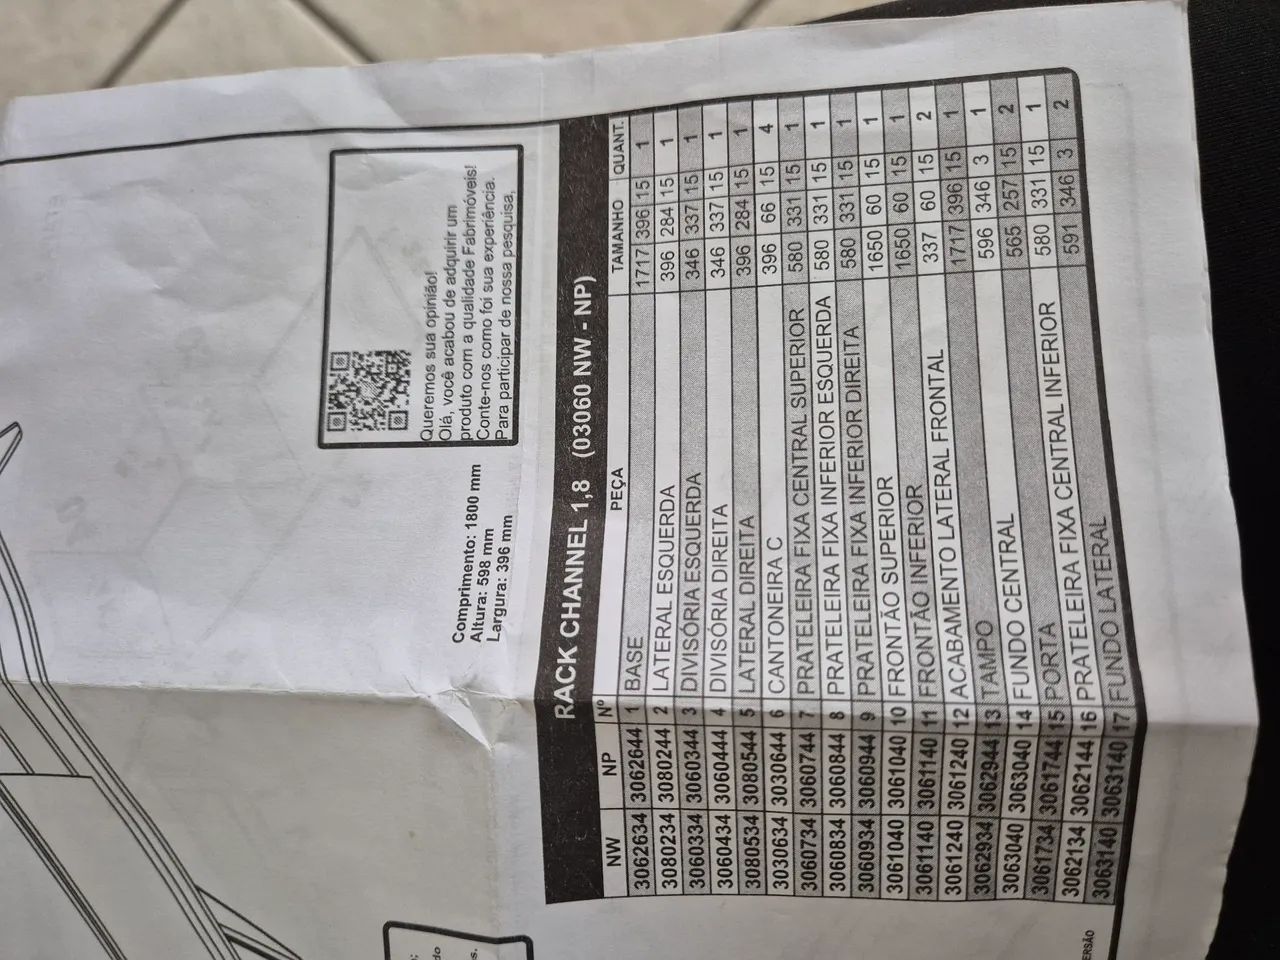 Queremos sua opinião!
Olá, você acabou de adquirir um
produto com a qualidade Fabrimóveis!
Conte-nos como foi sua experiência.
Para participar de nossa pesquisa,
Comprimento: 1800 mm
Altura: 598 mm
Largura: 396 mm
RACK CHANNEL 1,8 (03060 NW - NP)
NW NP Nº PEÇA TAMANHO QUANT.
3062634 3062644 1 BASE 1717 396 15 1
3080234 3080244 2 LATERAL ESQUERDA 396 284 15 1
3060334 3060344 3 DIVISÓRIA ESQUERDA 346 337 15 1
3060434 3060444 4 DIVISÓRIA DIREITA 346 337 15 1
3080534 3080544 5 LATERAL DIREITA 396 284 15 1
3030634 3030644 6 CANTONEIRA C 396 66 15 4
3060734 3060744 7 PRATELEIRA FIXA CENTRAL SUPERIOR 580 331 15 1
3060834 3060844 8 PRATELEIRA FIXA INFERIOR ESQUERDA 580 331 15 1
3060934 3060944 9 PRATELEIRA FIXA INFERIOR DIREITA 580 331 15 1
3061040 3061040 10 FRONTÃO SUPERIOR 1650 60 15 1
3061140 3061140 11 FRONTÃO INFERIOR 1650 60 15 1
3061240 3061240 12 ACABAMENTO LATERAL FRONTAL 337 60 15 2
3062934 3062944 13 TAMPO 1717 396 15 1
3063040 3063040 14 FUNDO CENTRAL 596 346 3 1
3061734 3061744 15 PORTA 565 257 15 2
3062134 3062144 16 PRATELEIRA FIXA CENTRAL INFERIOR 580 331 15 1
3063140 3063140 17 FUNDO LATERAL 591 346 3 2
do
s.
VERSÃO